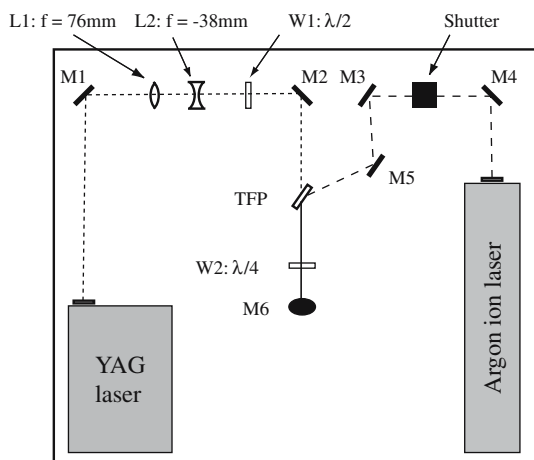 L1: f = 76mm
L2: f = -38mm
W1: λ/2
Shutter
M1
M2
M3
M4
M5
TFP
W2: λ/4
M6
YAG
laser
Argon ion laser